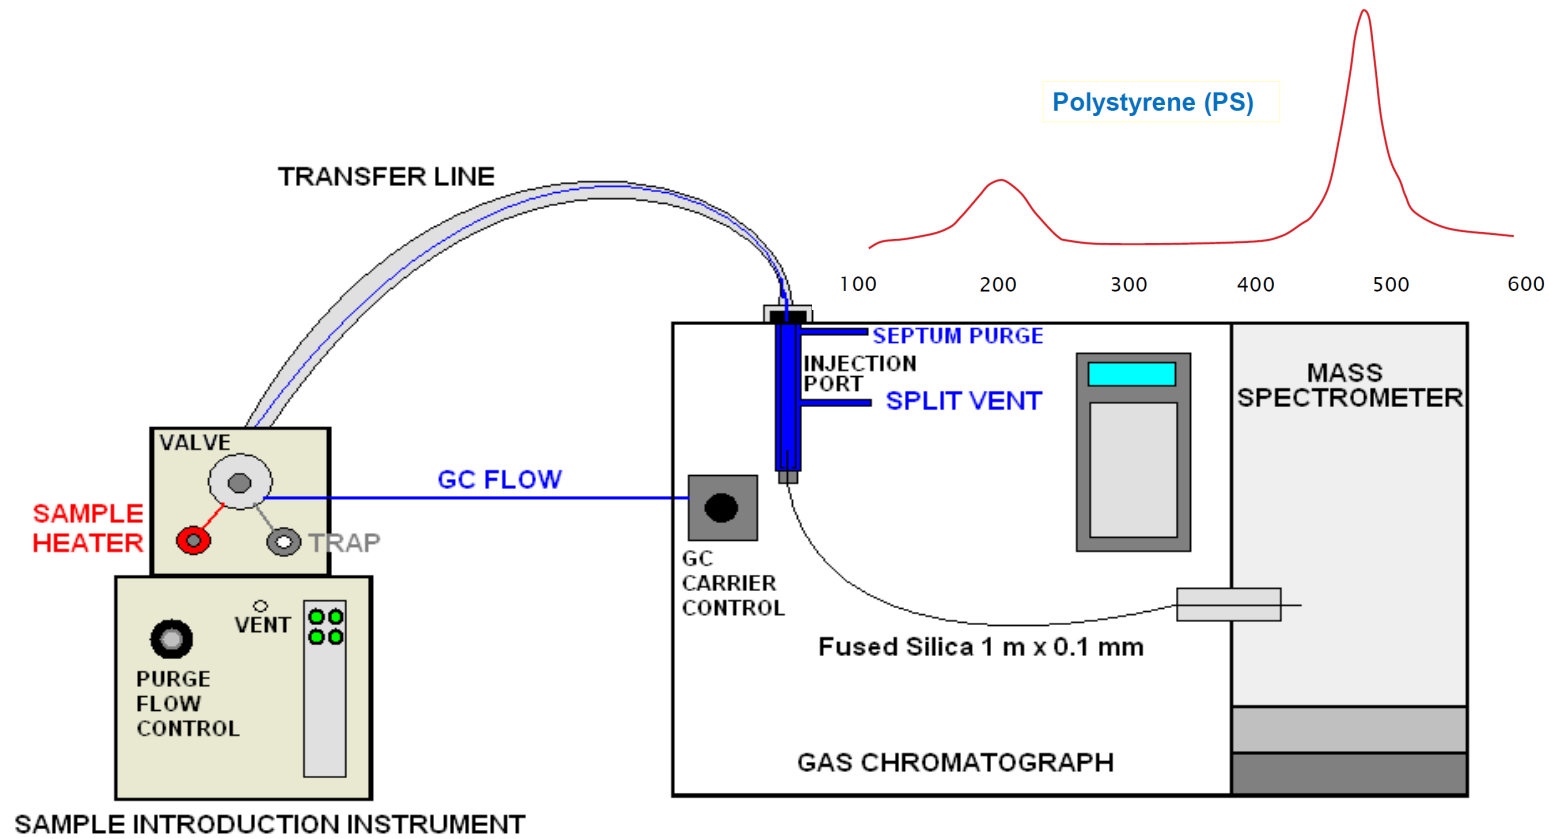 Polystyrene (PS)
TRANSFER LINE
100 200 300 400 500 600
SEPTUM PURGE
INJECTION
PORT
SPLIT VENT
MASS
SPECTROMETER
VALVE
GC FLOW
SAMPLE
HEATER
TRAP
GC
CARRIER
CONTROL
VENT
Fused Silica 1 m x 0.1 mm
PURGE
FLOW
CONTROL
GAS CHROMATOGRAPH
SAMPLE INTRODUCTION INSTRUMENT